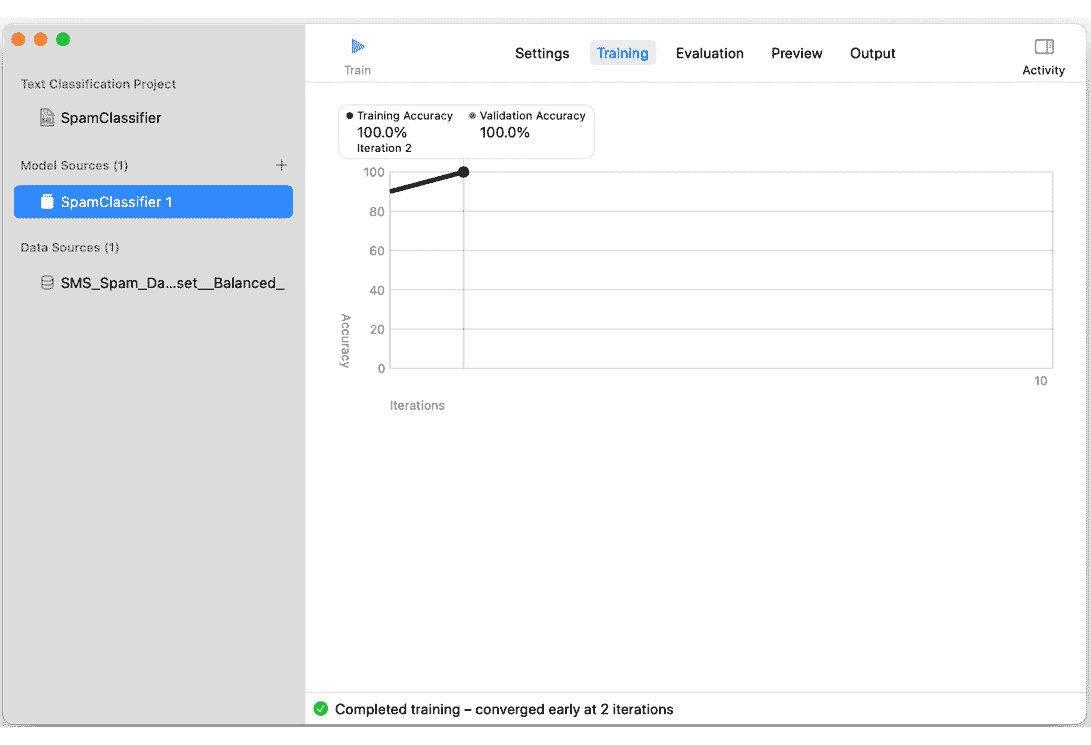 Train
Settings
Training
Evaluation
Preview
Output
Activity
Text Classification Project
SpamClassifier
Model Sources (1)
SpamClassifier 1
Data Sources (1)
SMS_Spam_Da...set__Balanced_
Training Accuracy
Validation Accuracy
100.0%
100.0%
Iteration 2
100
80
60
40
20
0
Accuracy
10
Iterations
Completed training – converged early at 2 iterations